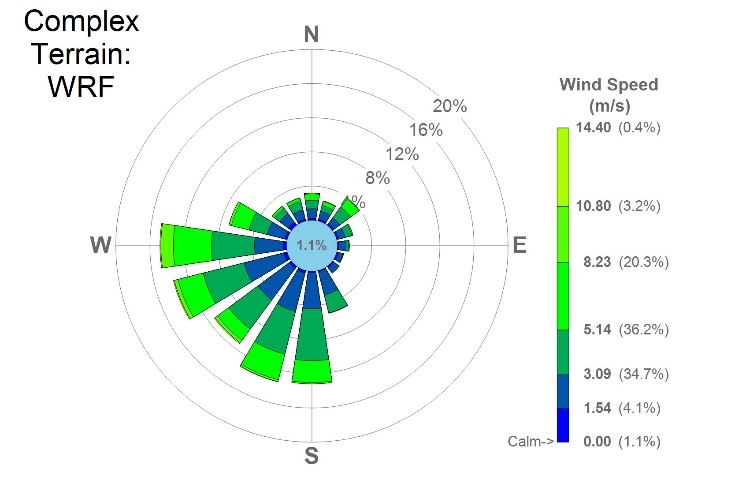 Complex
Terrain:
WRF
N
20%
16%
12%
8%
4%
W
1.1%
E
S
Wind Speed
(m/s)
14.40 (0.4%)
10.80 (3.2%)
8.23 (20.3%)
5.14 (36.2%)
3.09 (34.7%)
1.54 (4.1%)
Calm-> 0.00 (1.1%)